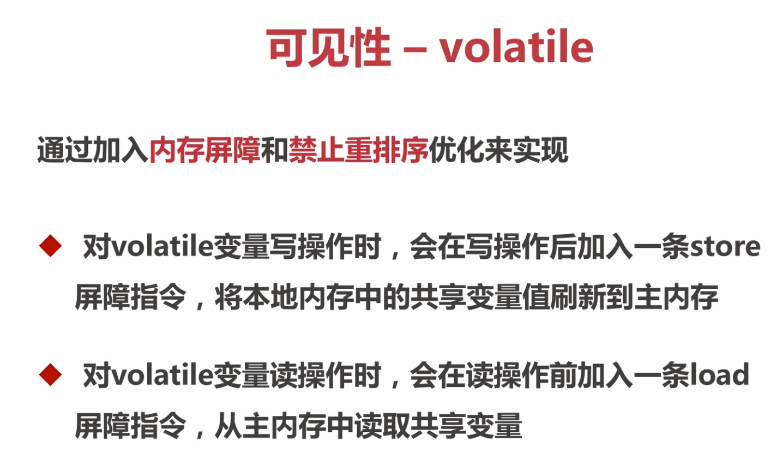 可见性 – volatile
通过加入内存屏障和禁止重排序优化来实现
对volatile变量写操作时，会在写操作后加入一条store
屏障指令，将本地内存中的共享变量值刷新到主内存
对volatile变量读操作时，会在读操作前加入一条load
屏障指令，从主内存中读取共享变量